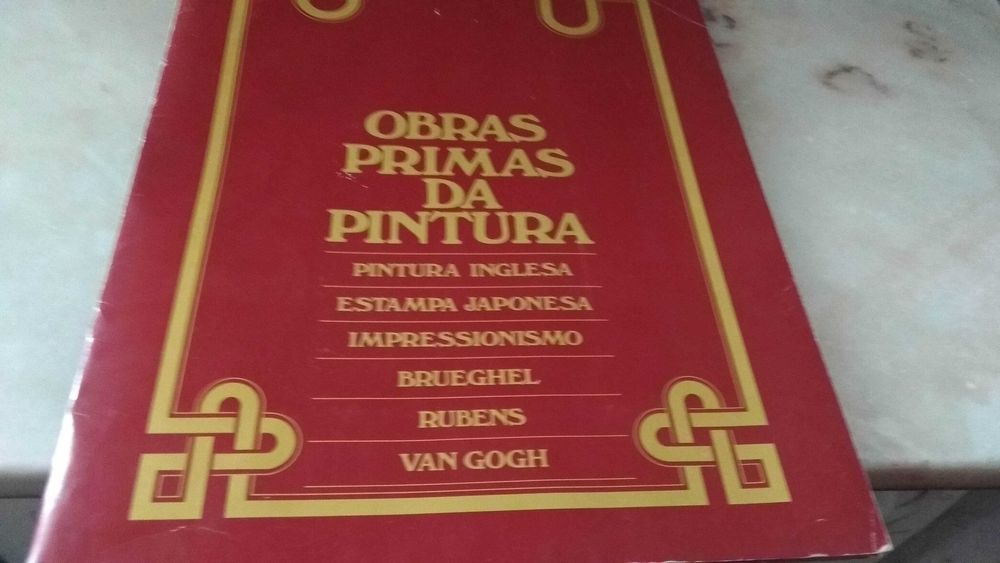 OBRAS
PRIMAS
DA
PINTURA
PINTURA INGLESA
ESTAMPA JAPONESA
IMPRESSIONISMO
BRUEGHEL
RUBENS
VAN GOGH